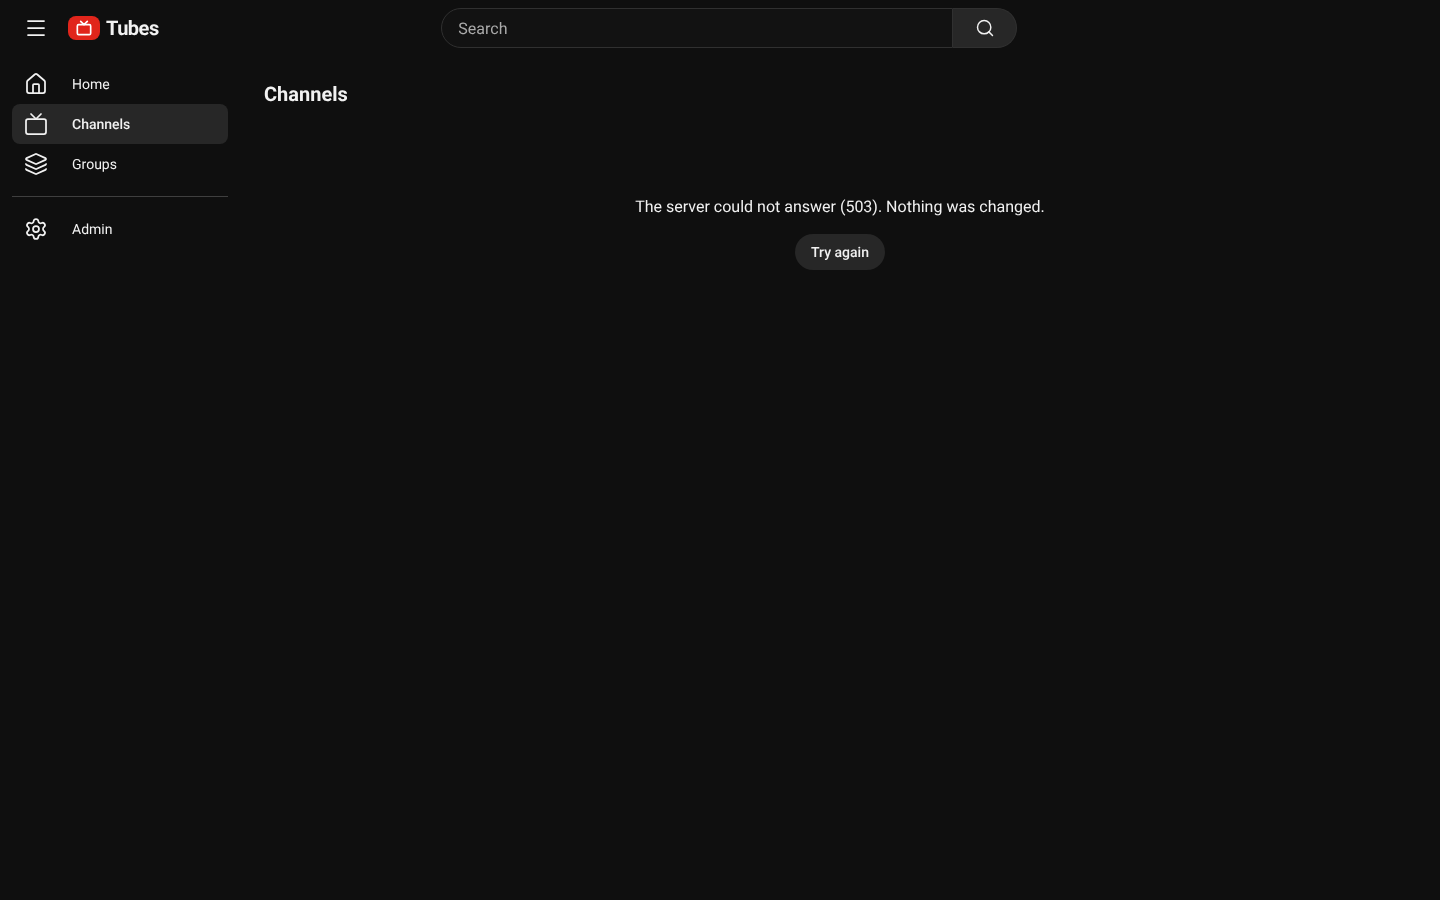 Tubes
Search
Home
Channels
Groups
Admin
Channels
The server could not answer (503). Nothing was changed.
Try again